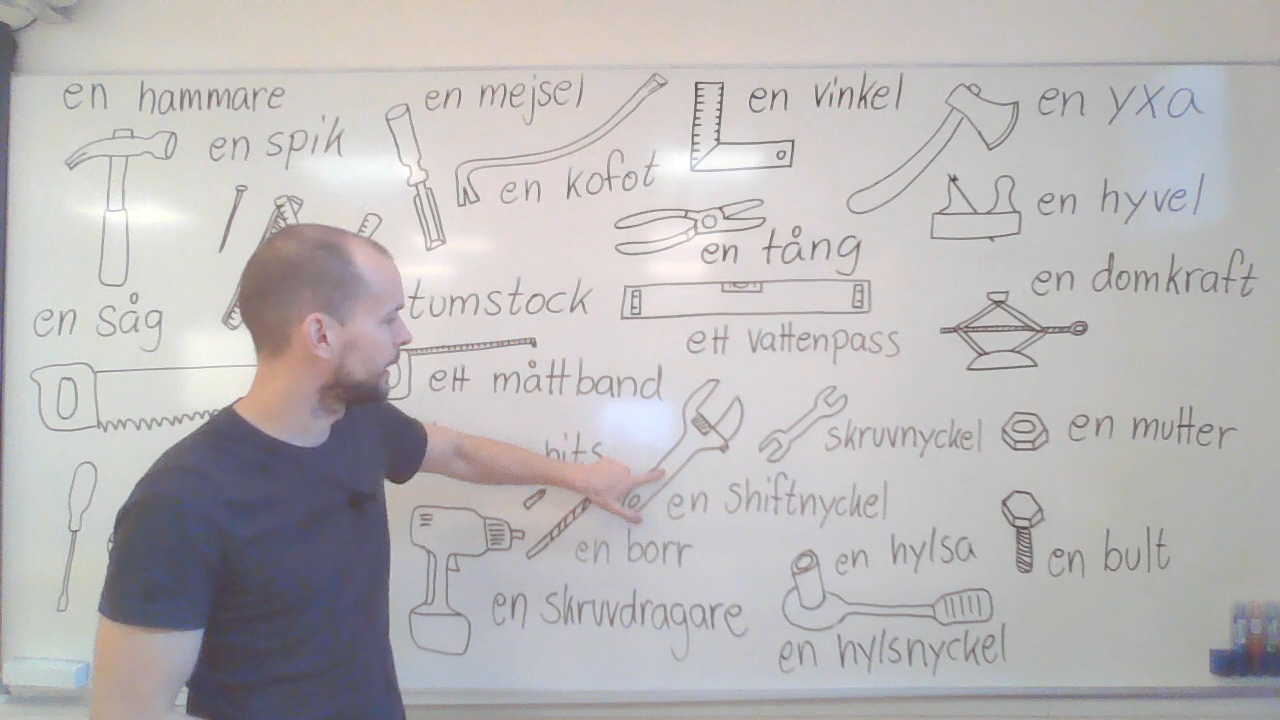 en hammare
en mejsel
en vinkel
en yxa
en spik
en kofot
en hyvel
en tång
en domkraft
en såg
tumstock
ett vattenpass
ett måttband
skruvnyckel
en mutter
bits
en shiftnyckel
en borr
en hylsa
en bult
en skruvdragare
en hylsnyckel